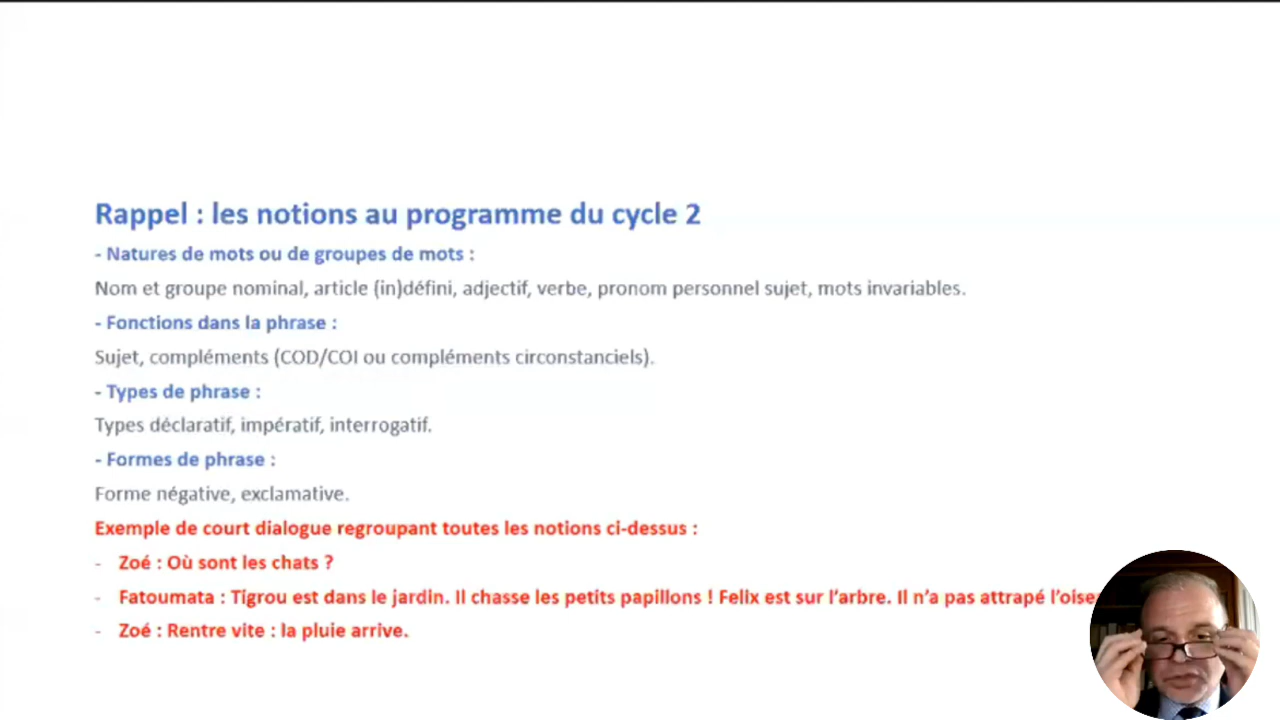 Rappel : les notions au programme du cycle 2
- Natures de mots ou de groupes de mots :
Nom et groupe nominal, article (in)défini, adjectif, verbe, pronom personnel sujet, mots invariables.
- Fonctions dans la phrase :
Sujet, compléments (COD/COI ou compléments circonstanciels).
- Types de phrase :
Types déclaratif, impératif, interrogatif.
- Formes de phrase :
Forme négative, exclamative.
Exemple de court dialogue regroupant toutes les notions ci-dessus :
- Zoé : Où sont les chats ?
- Fatoumata : Tigrou est dans le jardin. Il chasse les petits papillons ! Felix est sur l'arbre. Il n'a pas attrapé
- Zoé : Rentre vite : la pluie arrive.